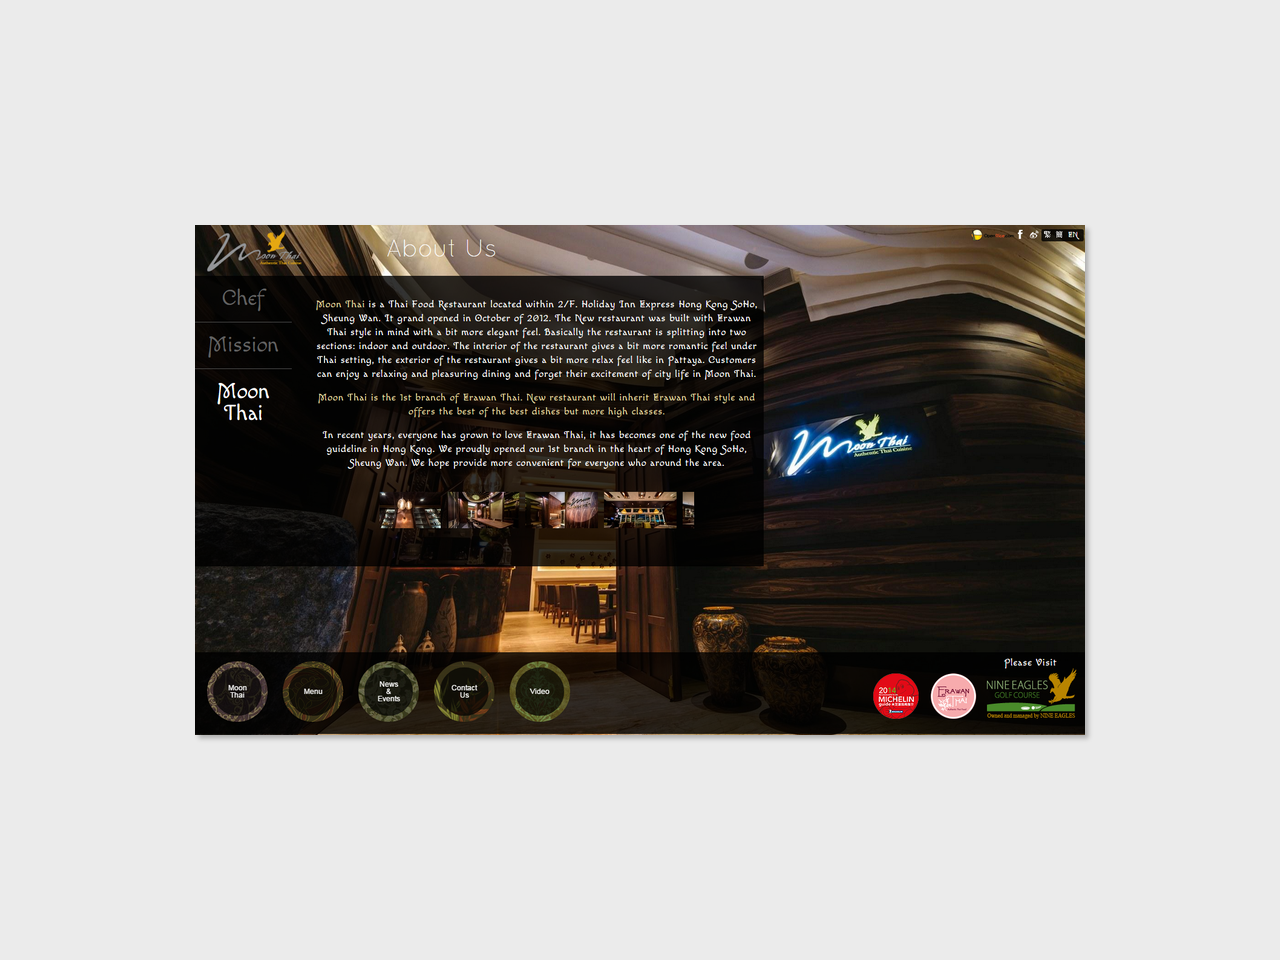 Moon Thai
Authentic Thai Cuisine
About Us
繁 簡 EN
Chef
Mission
Moon
Thai
Moon Thai is a Thai Food Restaurant located within 2/F. Holiday Inn Express Hong Kong SoHo,
Sheung Wan. It grand opened in October of 2012. The New restaurant was built with Erawan
Thai style in mind with a bit more elegant feel. Basically the restaurant is splitting into two
sections: indoor and outdoor. The interior of the restaurant gives a bit more romantic feel under
Thai setting, the exterior of the restaurant gives a bit more relax feel like in Pattaya. Customers
can enjoy a relaxing and pleasuring dining and forget their excitement of city life in Moon Thai.
Moon Thai is the 1st branch of Erawan Thai. New restaurant will inherit Erawan Thai style and
offers the best of the best dishes but more high classes.
In recent years, everyone has grown to love Erawan Thai, it has becomes one of the new food
guideline in Hong Kong. We proudly opened our 1st branch in the heart of Hong Kong SoHo,
Sheung Wan. We hope provide more convenient for everyone who around the area.
Moon Thai
Authentic Thai Cuisine
Moon
Thai
Menu
News
&
Events
Contact
Us
Video
Please Visit
2014
MICHELIN
guide
ERAWAN
THAI
NINE EAGLES
GOLF COURSE
Owned and managed by NINE EAGLES